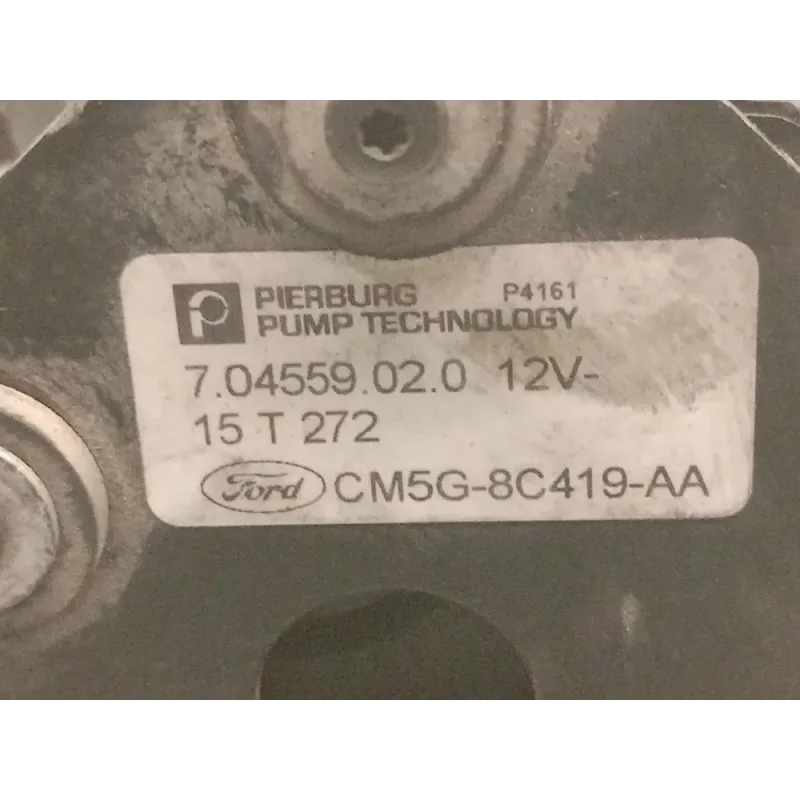 PIERBURG P4161
PUMP TECHNOLOGY
7.04559.02.0 12V-
15 T 272
Ford CM5G-8C419-AA